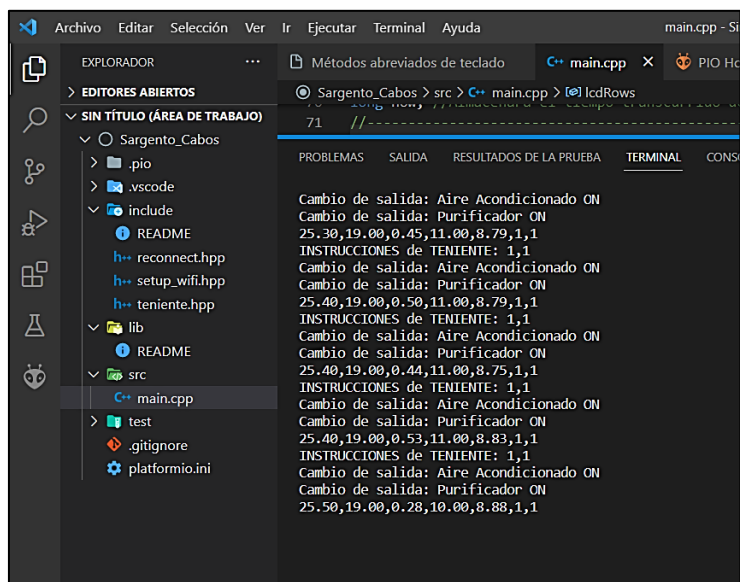 Archivo Editar Selección Ver Ir Ejecutar Terminal Ayuda main.cpp - Si
EXPLORADOR ...
EDITORES ABIERTOS
SIN TÍTULO (ÁREA DE TRABAJO)
Sargento_Cabos
.pio
.vscode
include
README
reconnect.hpp
setup_wifi.hpp
teniente.hpp
lib
README
src
main.cpp
test
.gitignore
platformio.ini
Métodos abreviados de teclado main.cpp PIO Ho
Sargento_Cabos > src > main.cpp > lcdRows
71 //
PROBLEMAS SALIDA RESULTADOS DE LA PRUEBA TERMINAL CONS
Cambio de salida: Aire Acondicionado ON
Cambio de salida: Purificador ON
25.30,19.00,0.45,11.00,8.79,1,1
INSTRUCCIONES de TENIENTE: 1,1
Cambio de salida: Aire Acondicionado ON
Cambio de salida: Purificador ON
25.40,19.00,0.50,11.00,8.79,1,1
INSTRUCCIONES de TENIENTE: 1,1
Cambio de salida: Aire Acondicionado ON
Cambio de salida: Purificador ON
25.40,19.00,0.44,11.00,8.75,1,1
INSTRUCCIONES de TENIENTE: 1,1
Cambio de salida: Aire Acondicionado ON
Cambio de salida: Purificador ON
25.40,19.00,0.53,11.00,8.83,1,1
INSTRUCCIONES de TENIENTE: 1,1
Cambio de salida: Aire Acondicionado ON
Cambio de salida: Purificador ON
25.50,19.00,0.28,10.00,8.88,1,1